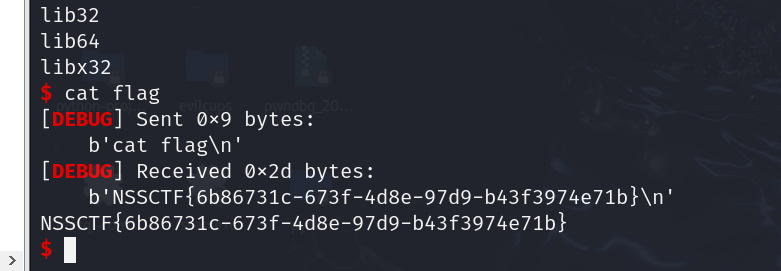 lib32
lib64
libx32
$ cat flag
[DEBUG] Sent 0×9 bytes:
b'cat flag\n'
[DEBUG] Received 0×2d bytes:
b'NSSCTF{6b86731c-673f-4d8e-97d9-b43f3974e71b}\n'
NSSCTF{6b86731c-673f-4d8e-97d9-b43f3974e71b}
$